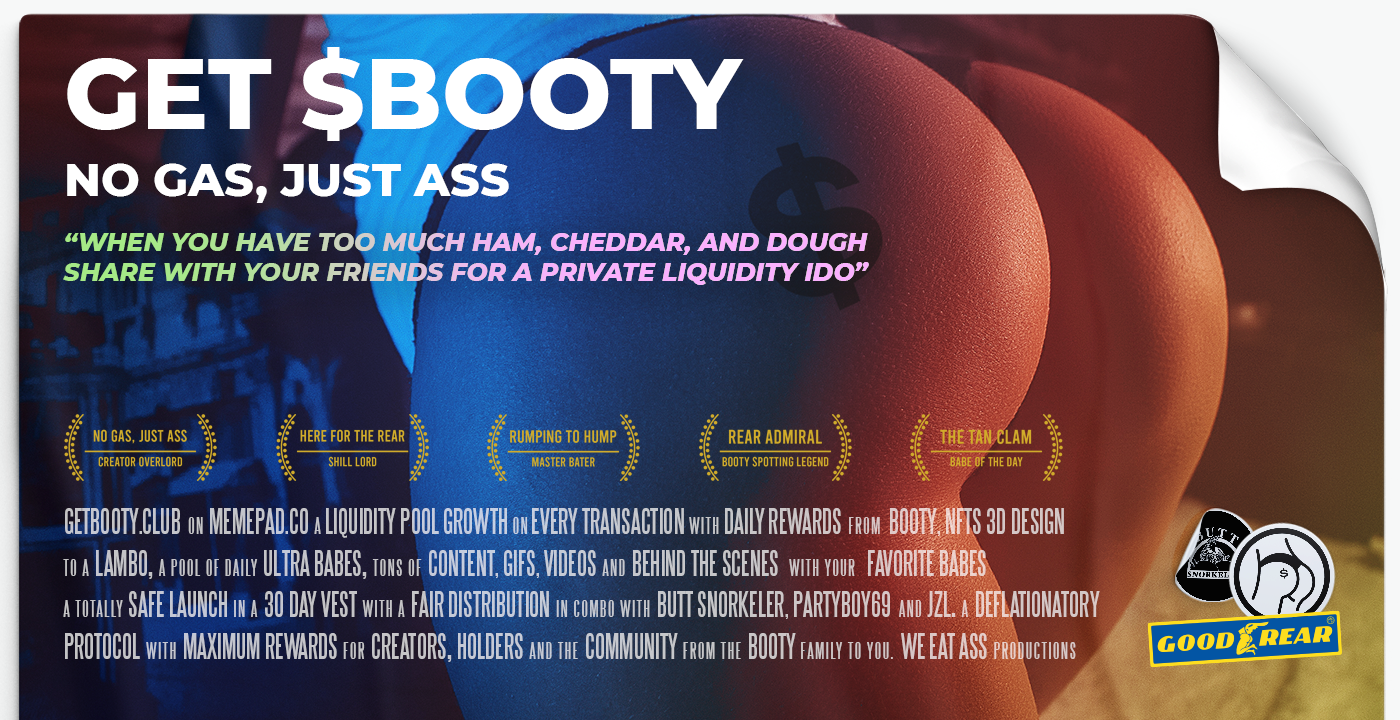 GET $BOOTY
NO GAS, JUST ASS
“WHEN YOU HAVE TOO MUCH HAM, CHEDDAR, AND DOUGH
SHARE WITH YOUR FRIENDS FOR A PRIVATE LIQUIDITY IDO”
$
NO GAS, JUST ASS
CREATOR OVERLORD
HERE FOR THE REAR
SHILL LORD
RUMPING TO HUMP
MASTER BATER
REAR ADMIRAL
BOOTY SPOTTING LEGEND
THE TAN CLAM
BABE OF THE DAY
GETBOOTY.CLUB ON MEMEPAD.CO A LIQUIDITY POOL GROWTH ON EVERY TRANSACTION WITH DAILY REWARDS FROM BOOTY, NFTS 3D DESIGN
TO A LAMBO, A POOL OF DAILY ULTRA BABES, TONS OF CONTENT, GIFS, VIDEOS AND BEHIND THE SCENES WITH YOUR FAVORITE BABES
A TOTALLY SAFE LAUNCH IN A 30 DAY VEST WITH A FAIR DISTRIBUTION IN COMBO WITH BUTT SNORKELER, PARTYBOY69 AND JZL. A DEFLATIONATORY
PROTOCOL WITH MAXIMUM REWARDS FOR CREATORS, HOLDERS AND THE COMMUNITY FROM THE BOOTY FAMILY TO YOU. WE EAT ASS PRODUCTIONS
BUTT
SNORKEL
$
GOOD REAR